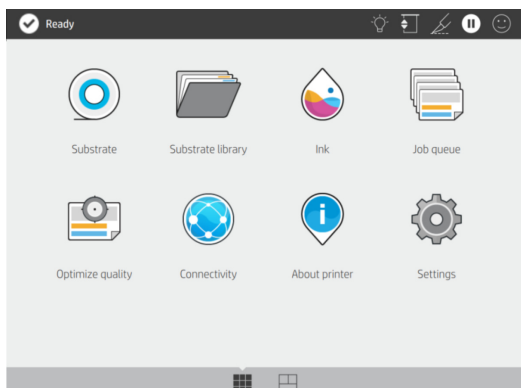 Ready
Substrate
Substrate library
Ink
Job queue
Optimize quality
Connectivity
About printer
Settings